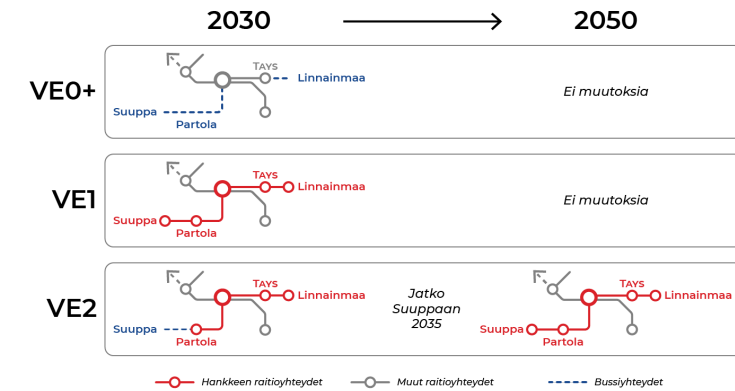 2030
2050
VE0+
TAYS
Linnainmaa
Suuppa
Partola
Ei muutoksia
VE1
TAYS
Linnainmaa
Suuppa
Partola
Ei muutoksia
VE2
TAYS
Linnainmaa
Suuppa
Partola
Jatko
Suuppaan
2035
TAYS
Linnainmaa
Suuppa
Partola
Hankkeen raitioyhteydet
Muut raitioyhteydet
Bussiyhteydet